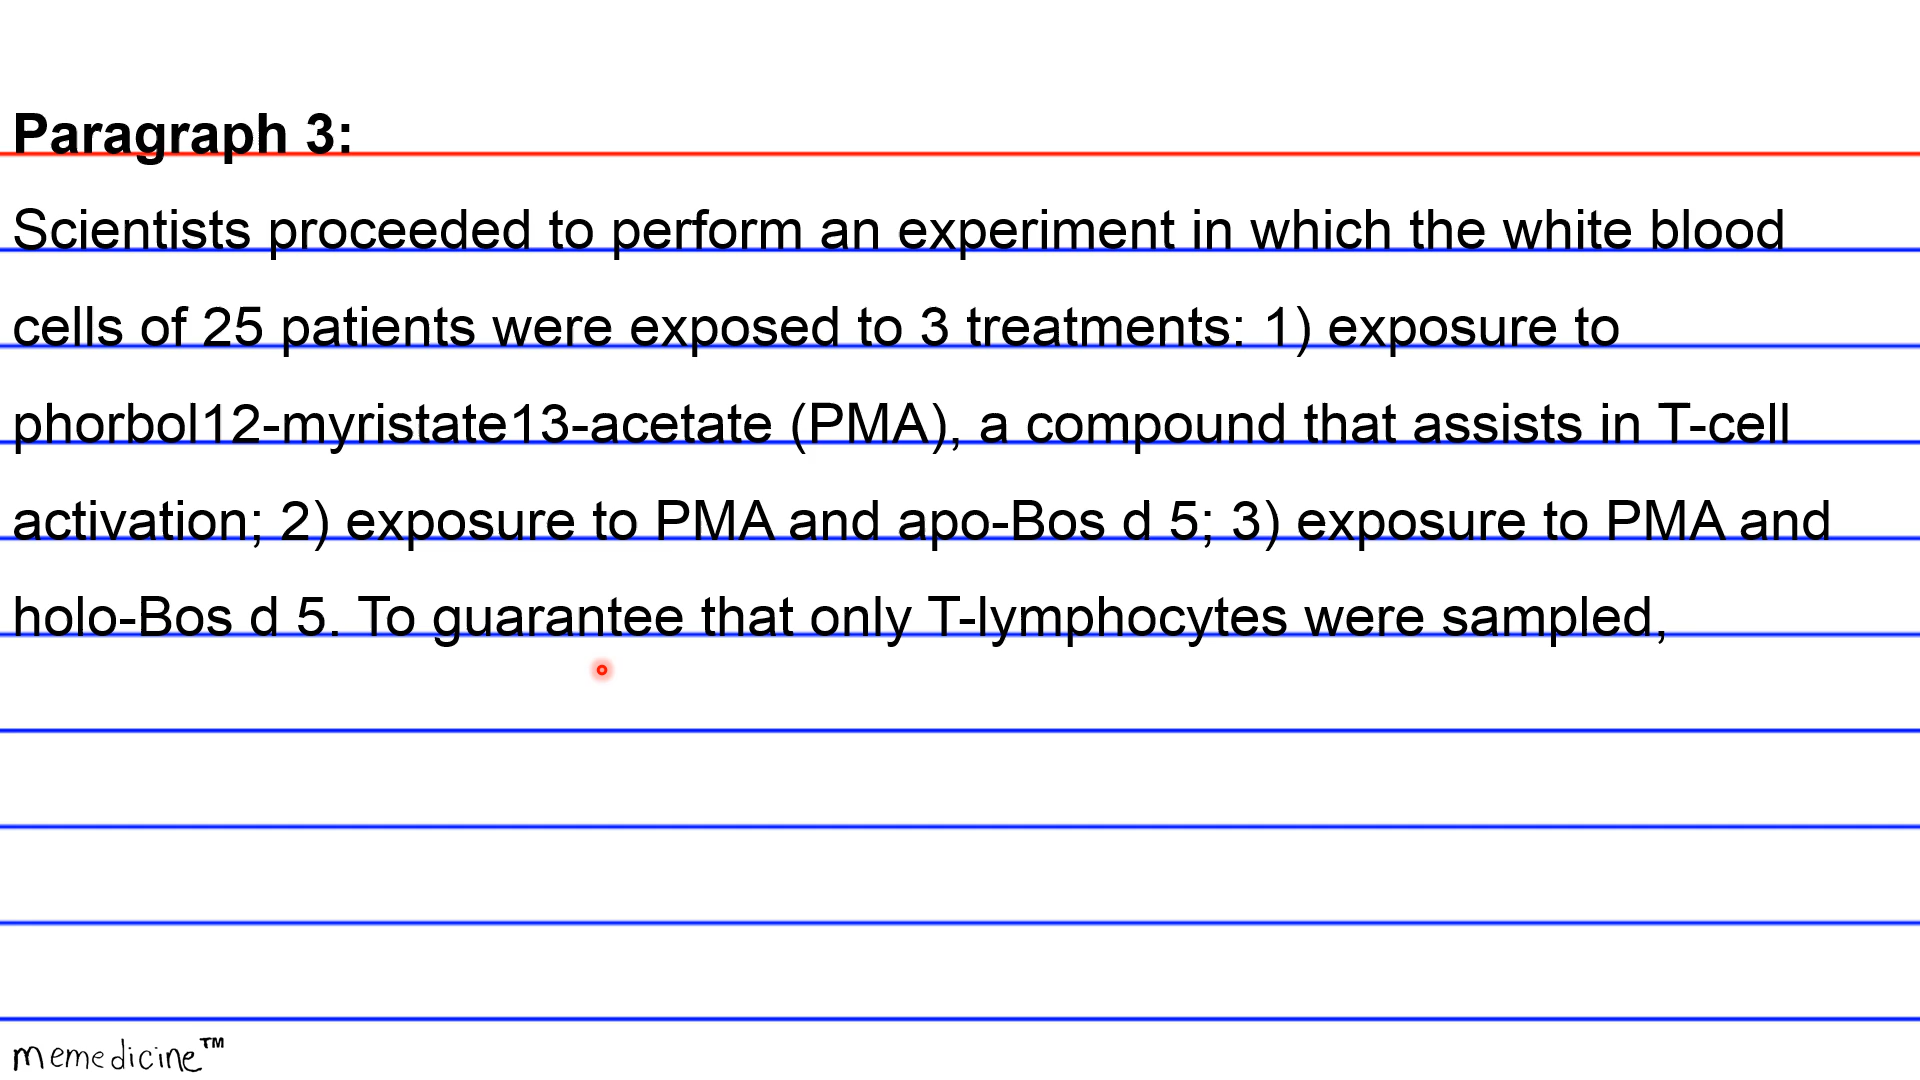 Paragraph 3:
Scientists proceeded to perform an experiment in which the white blood
cells of 25 patients were exposed to 3 treatments: 1) exposure to
phorbol12-myristate13-acetate (PMA), a compound that assists in T-cell
activation; 2) exposure to PMA and apo-Bos d 5; 3) exposure to PMA and
holo-Bos d 5. To guarantee that only T-lymphocytes were sampled,
memedicine™